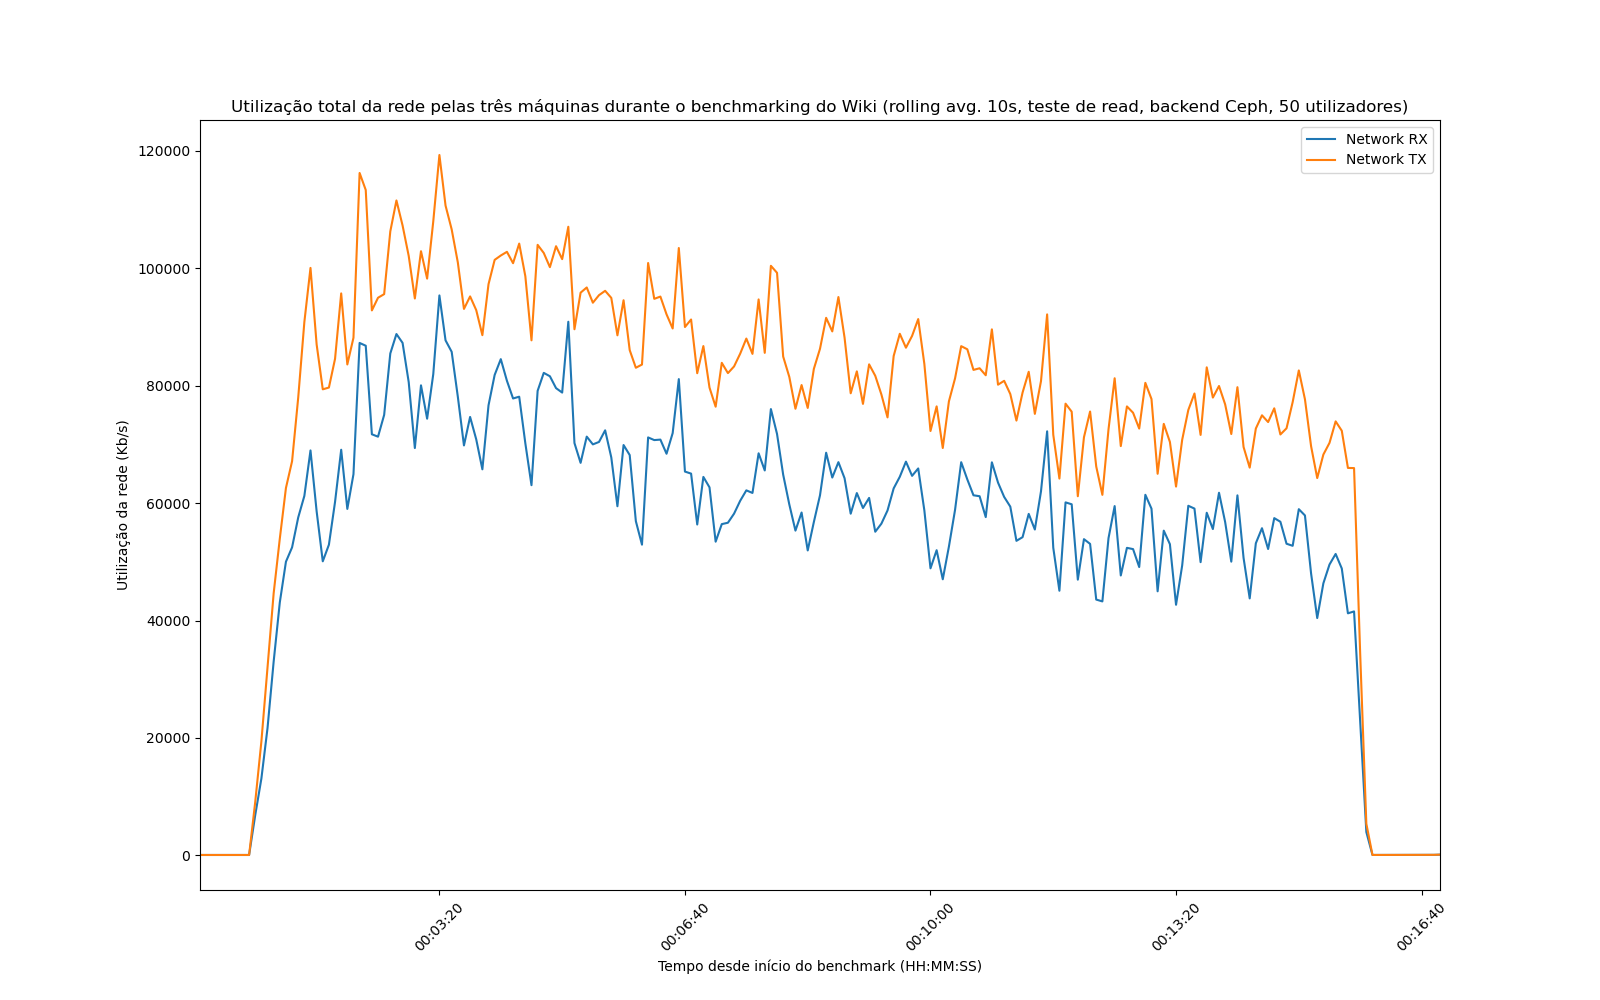 Utilização total da rede pelas três máquinas durante o benchmarking do Wiki (rolling avg. 10s, teste de read, backend Ceph, 50 utilizadores)
Network RX
Network TX
120000
100000
80000
60000
40000
20000
0
Utilização da rede (Kb/s)
00:03:20
00:06:40
00:10:00
00:13:20
00:16:40
Tempo desde início do benchmark (HH:MM:SS)